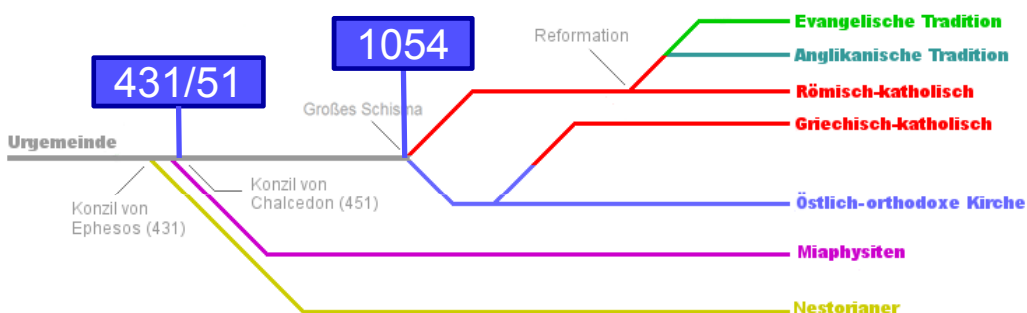 Evangelische Tradition
1054
Reformation
Anglikanische Tradition
431/51
Römisch-katholisch
Großes Schisma
Griechisch-katholisch
Urgemeinde
Konzil von
Chalcedon (451)
Konzil von
Ephesos (431)
Östlich-orthodoxe Kirche
Miaphysiten
Nestorianer